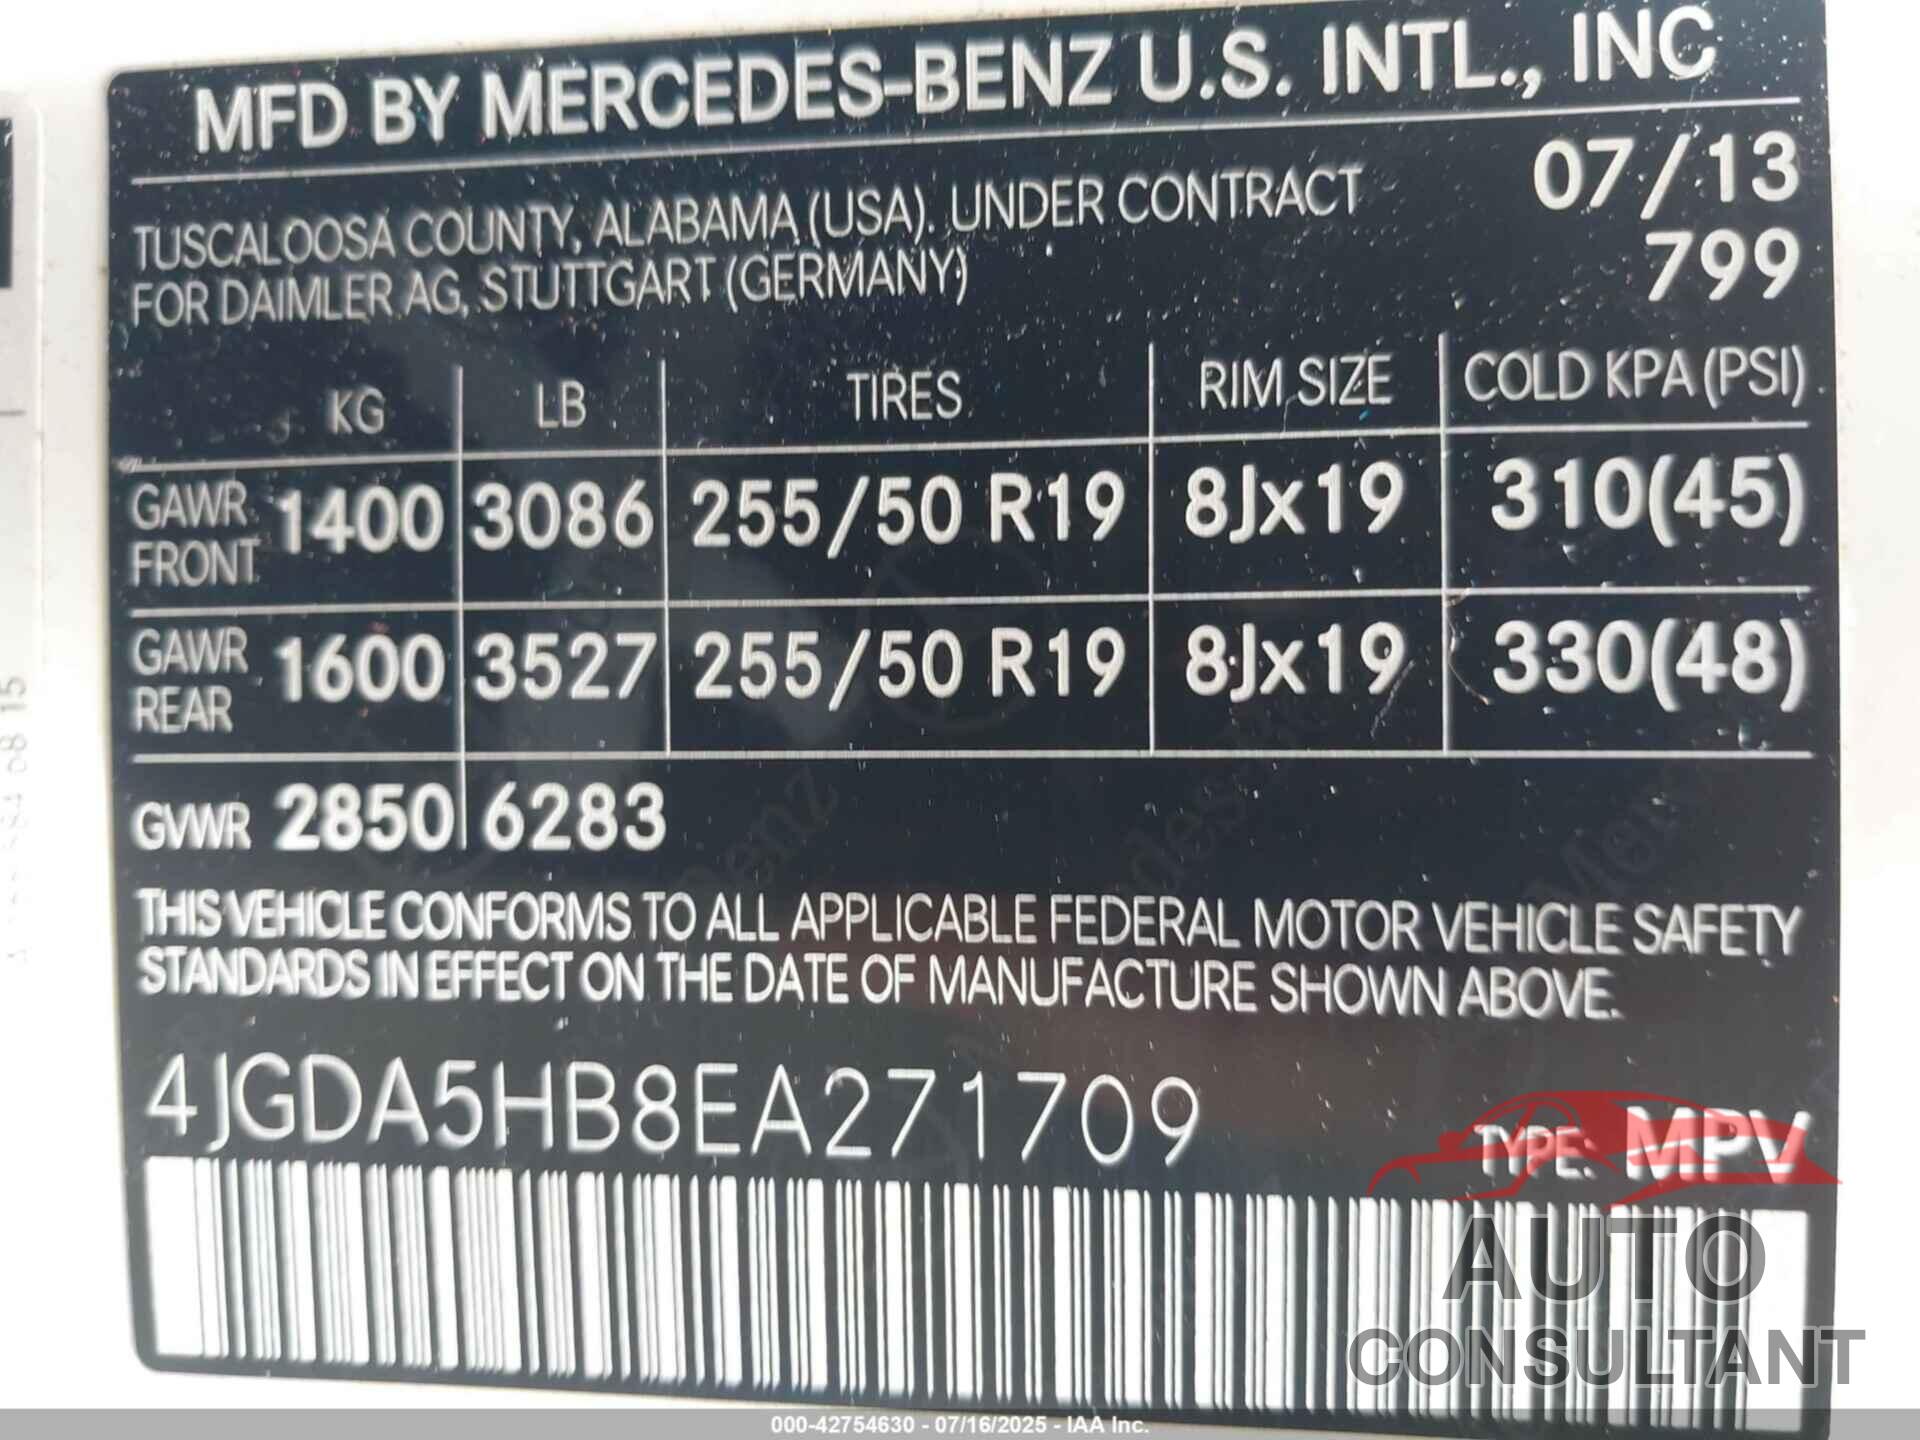 MFD BY MERCEDES-BENZ U.S. INTL., INC
TUSCALOOSA COUNTY, ALABAMA (USA). UNDER CONTRACT 07/13
FOR DAIMLER AG, STUTTGART (GERMANY) 799
KG LB TIRES RIM SIZE COLD KPA (PSI)
GAWR FRONT 1400 3086 255/50 R19 8Jx19 310(45)
GAWR REAR 1600 3527 255/50 R19 8Jx19 330(48)
GVWR 2850 6283
THIS VEHICLE CONFORMS TO ALL APPLICABLE FEDERAL MOTOR VEHICLE SAFETY
STANDARDS IN EFFECT ON THE DATE OF MANUFACTURE SHOWN ABOVE.
4JGDA5HB8EA271709 TYPE: MPV
AUTO
CONSULTANT
000-42754630 - 07/16/2025 - IAA Inc.